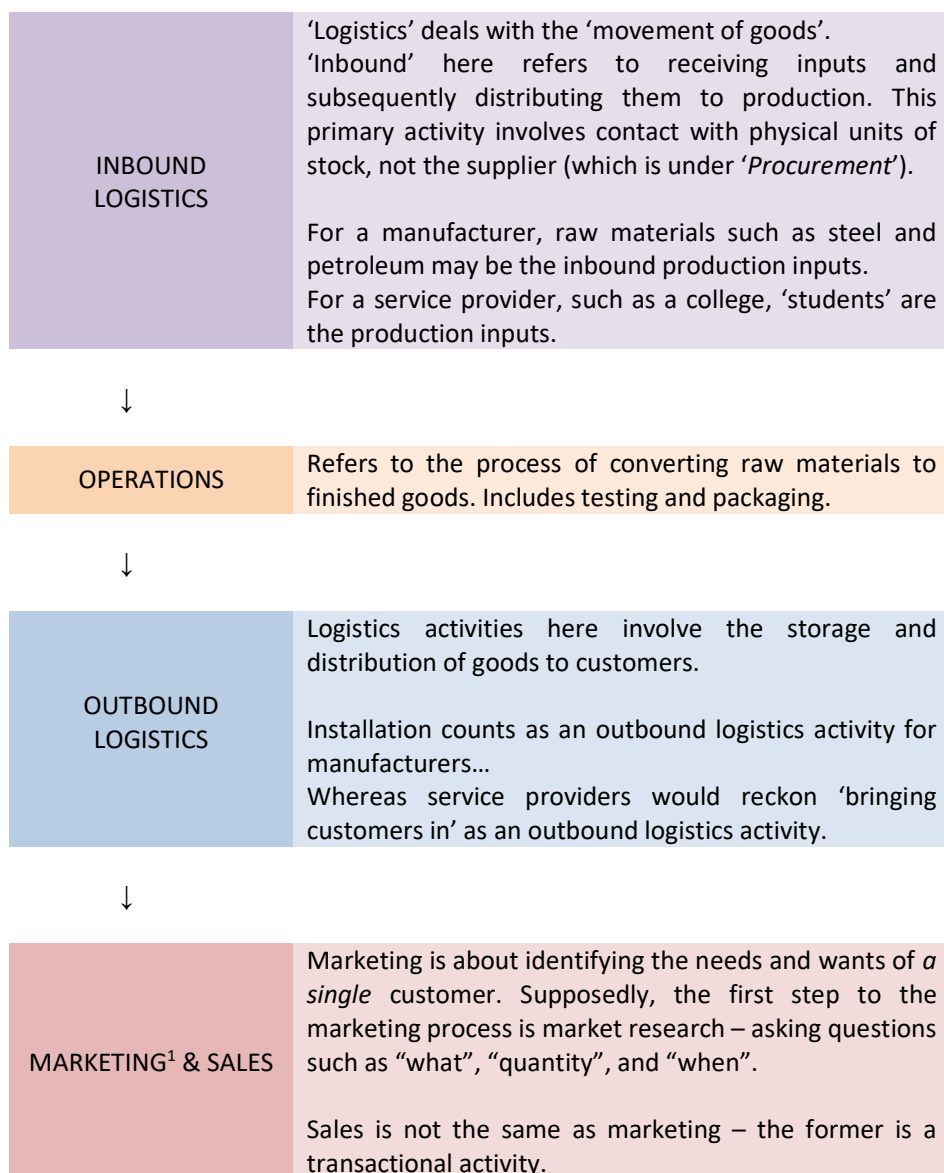 ‘Logistics’ deals with the ‘movement of goods’.
‘Inbound’ here refers to receiving inputs and
subsequently distributing them to production. This
primary activity involves contact with physical units of
stock, not the supplier (which is under ‘Procurement’).
INBOUND
LOGISTICS
For a manufacturer, raw materials such as steel and
petroleum may be the inbound production inputs.
For a service provider, such as a college, ‘students’ are
the production inputs.
↓
OPERATIONS
Refers to the process of converting raw materials to
finished goods. Includes testing and packaging.
↓
OUTBOUND
LOGISTICS
Logistics activities here involve the storage and
distribution of goods to customers.
Installation counts as an outbound logistics activity for
manufacturers…
Whereas service providers would reckon ‘bringing
customers in’ as an outbound logistics activity.
↓
MARKETING¹ & SALES
Marketing is about identifying the needs and wants of a
single customer. Supposedly, the first step to the
marketing process is market research – asking questions
such as “what”, “quantity”, and “when”.
Sales is not the same as marketing – the former is a
transactional activity.